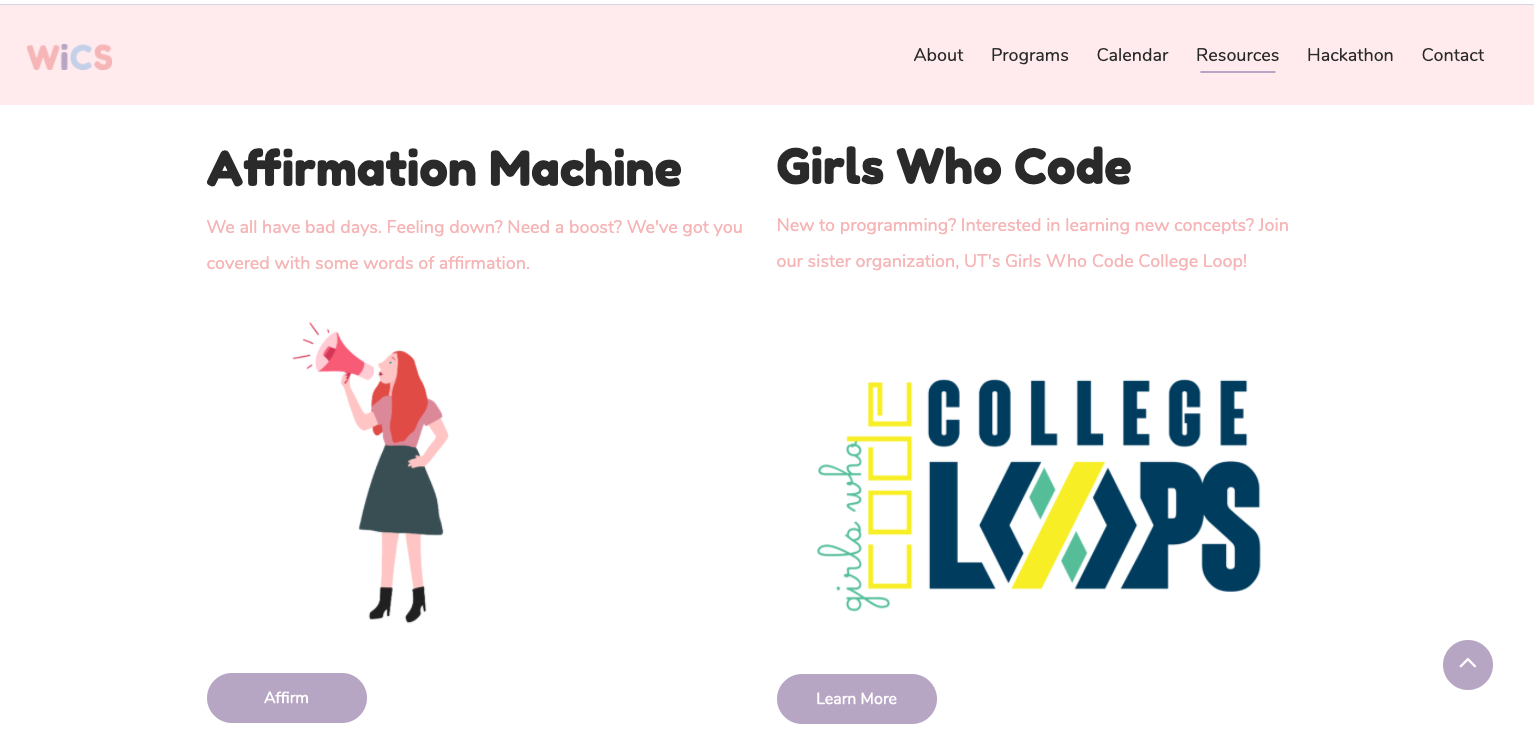 WiCS
About Programs Calendar Resources Hackathon Contact
Affirmation Machine
We all have bad days. Feeling down? Need a boost? We've got you
covered with some words of affirmation.
Affirm
Girls Who Code
New to programming? Interested in learning new concepts? Join
our sister organization, UT's Girls Who Code College Loop!
girls who
CODE
COLLEGE
LOOPS
Learn More